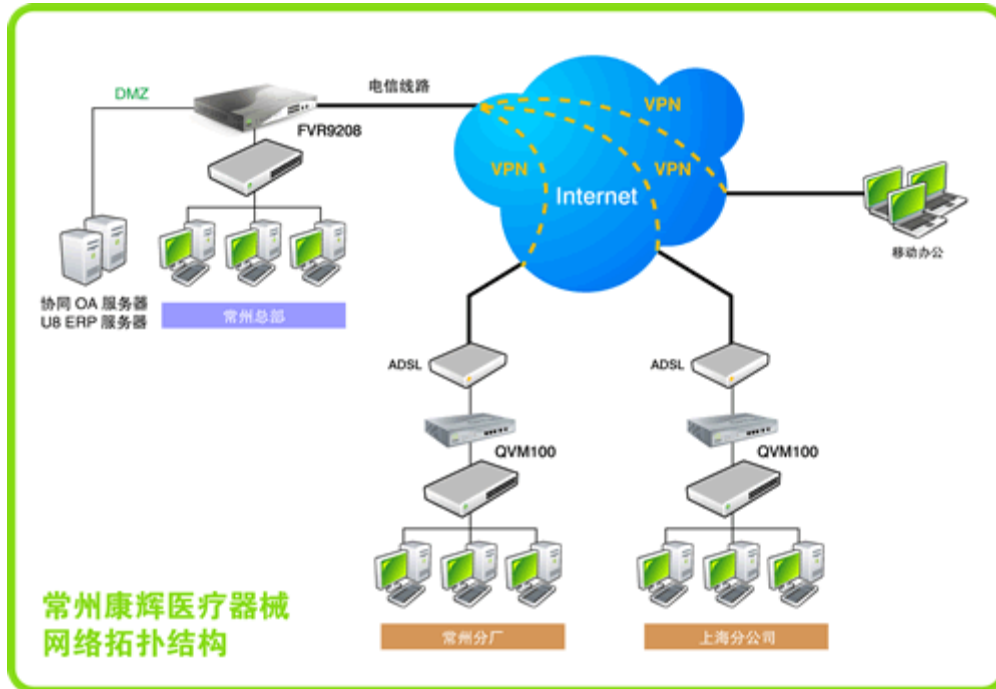 DMZ
电信线路
FVR9208
VPN
VPN
VPN
Internet
移动办公
协同 OA 服务器
U8 ERP 服务器
常州总部
ADSL
ADSL
QVM100
QVM100
常州分厂
上海分公司
常州康辉医疗器械
网络拓扑结构